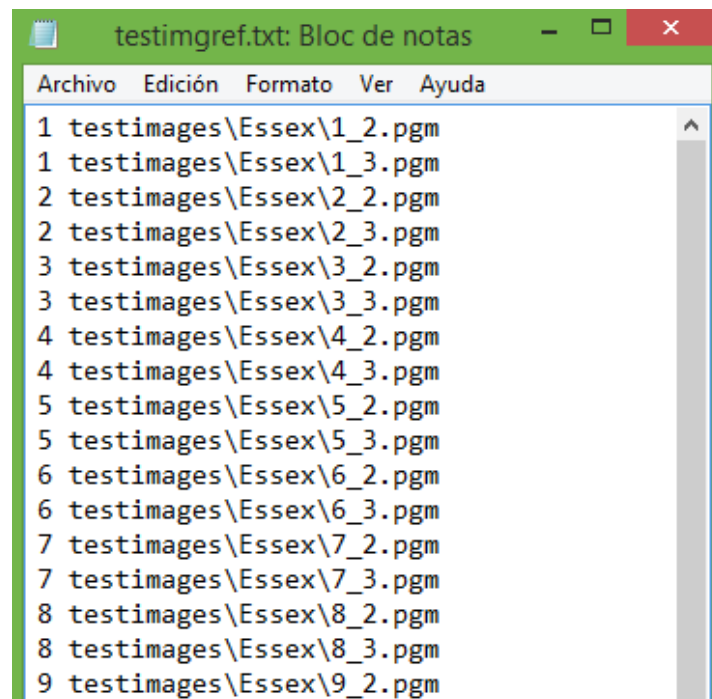 testimgref.txt: Bloc de notas
Archivo Edición Formato Ver Ayuda
1 testimages\Essex\1_2.pgm
1 testimages\Essex\1_3.pgm
2 testimages\Essex\2_2.pgm
2 testimages\Essex\2_3.pgm
3 testimages\Essex\3_2.pgm
3 testimages\Essex\3_3.pgm
4 testimages\Essex\4_2.pgm
4 testimages\Essex\4_3.pgm
5 testimages\Essex\5_2.pgm
5 testimages\Essex\5_3.pgm
6 testimages\Essex\6_2.pgm
6 testimages\Essex\6_3.pgm
7 testimages\Essex\7_2.pgm
7 testimages\Essex\7_3.pgm
8 testimages\Essex\8_2.pgm
8 testimages\Essex\8_3.pgm
9 testimages\Essex\9_2.pgm